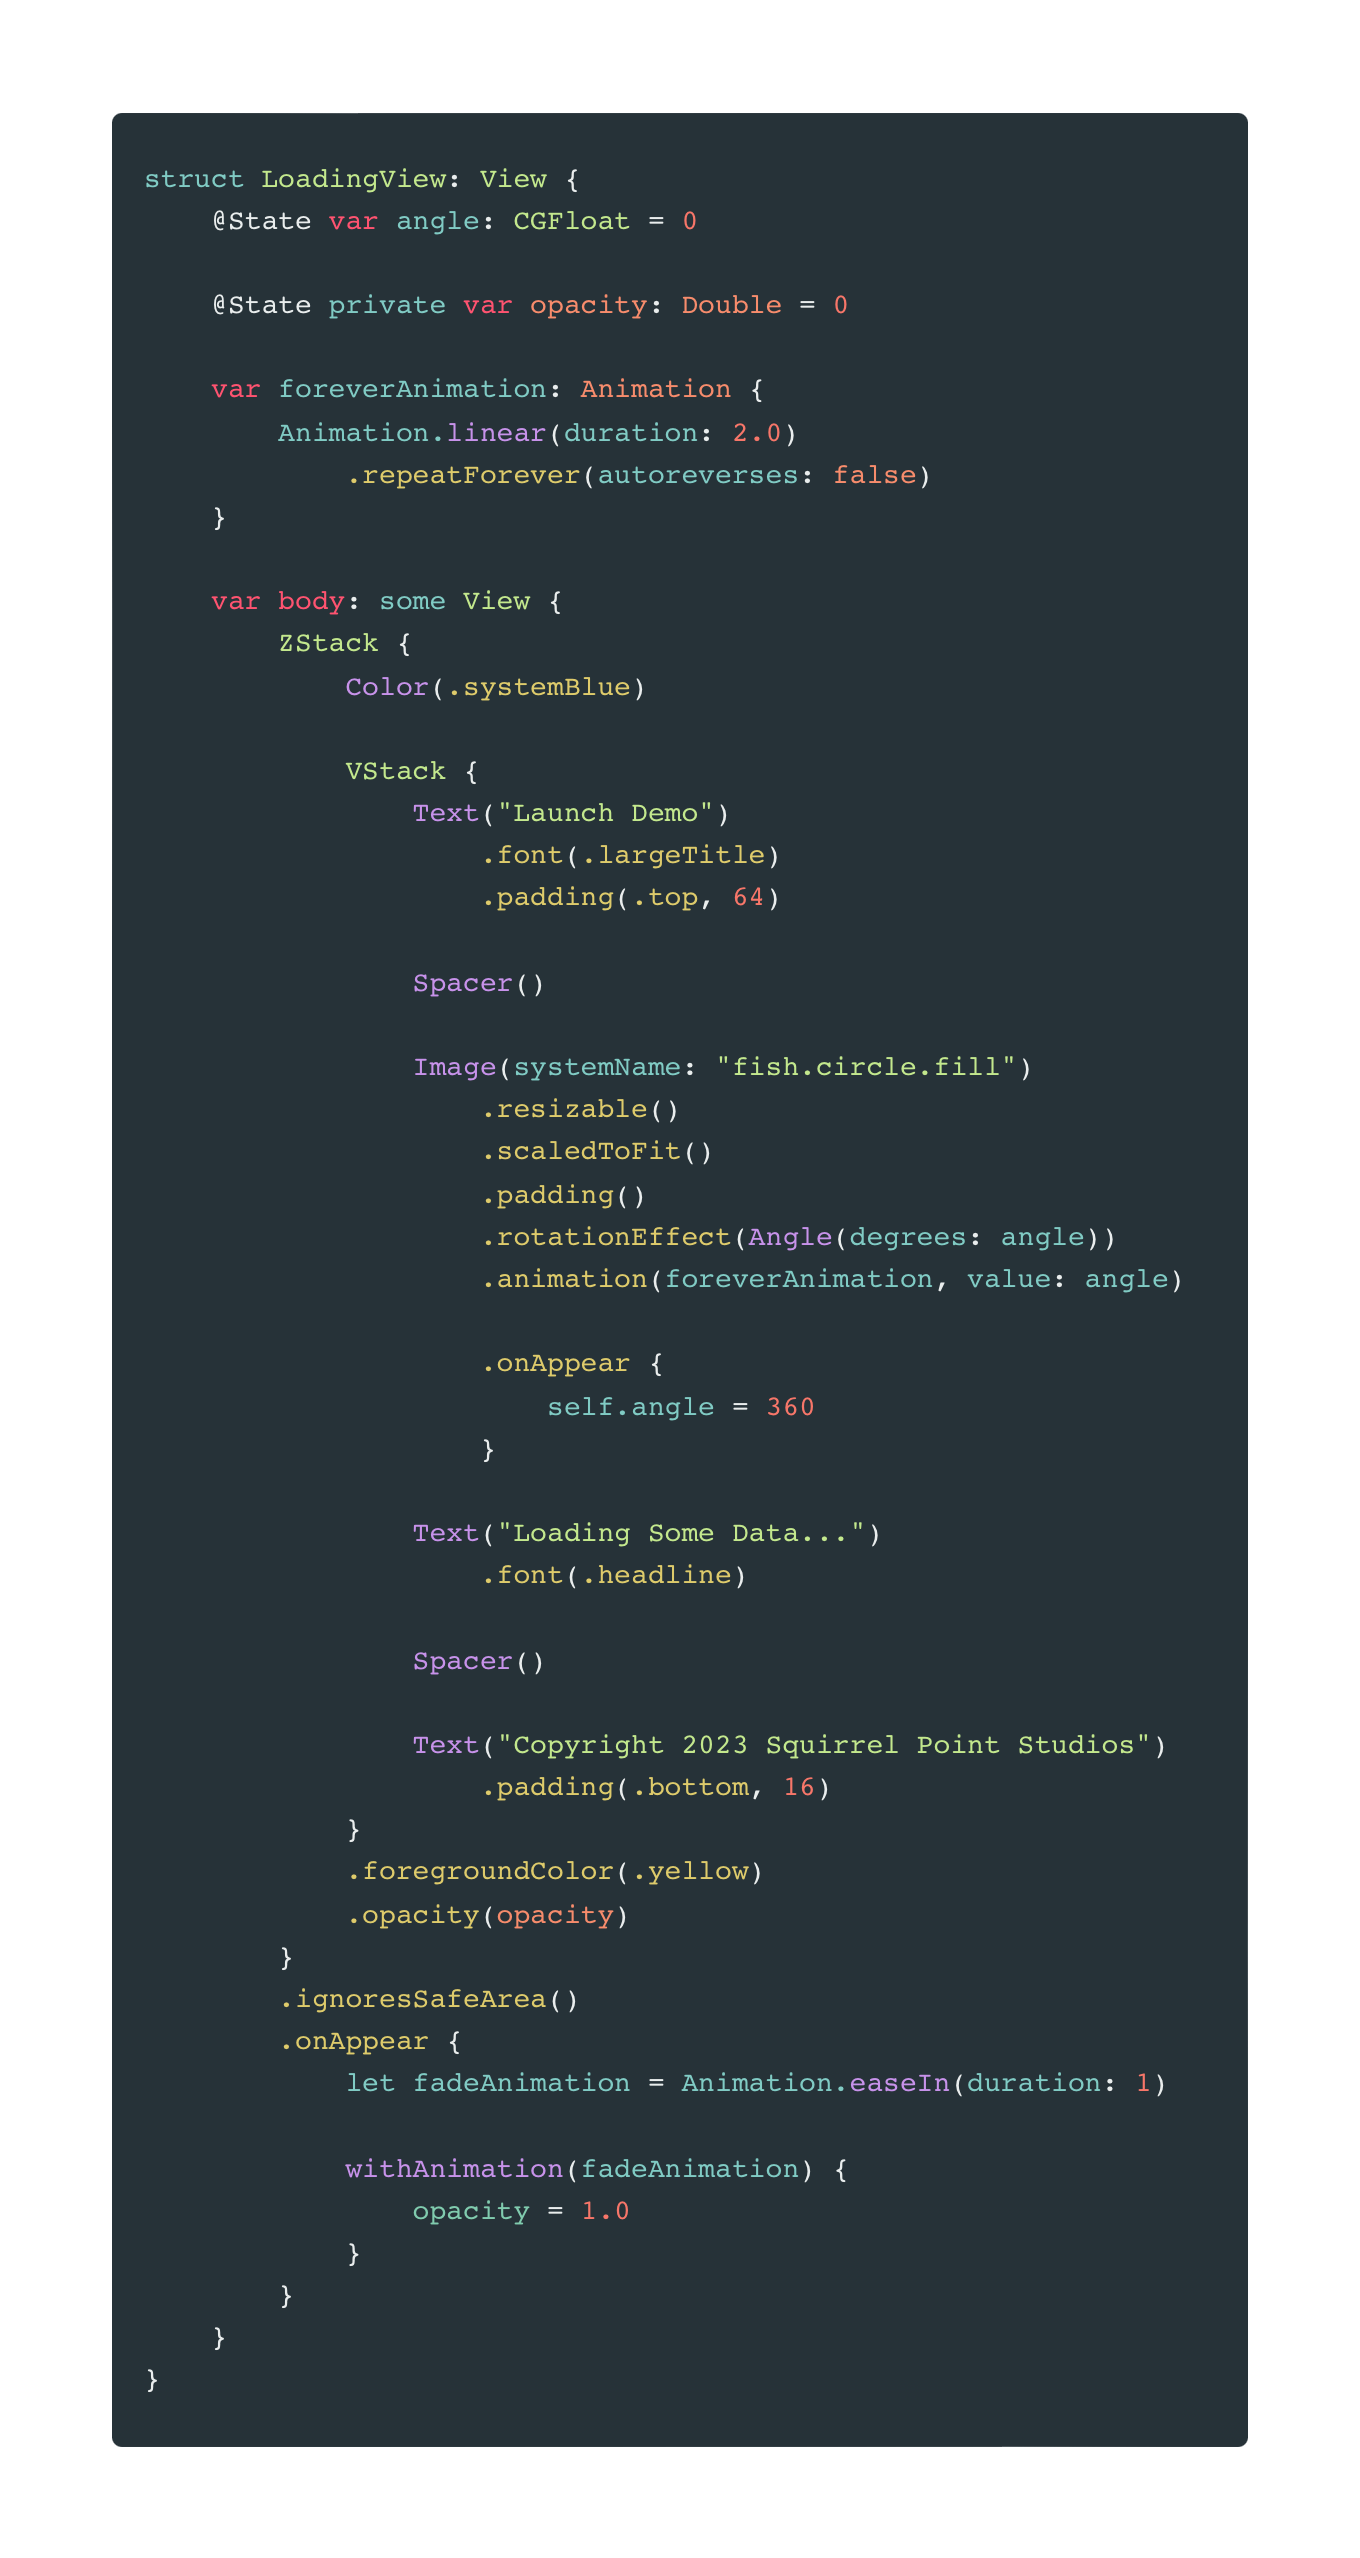 struct LoadingView: View {
    @State var angle: CGFloat = 0

    @State private var opacity: Double = 0

    var foreverAnimation: Animation {
        Animation.linear(duration: 2.0)
            .repeatForever(autoreverses: false)
    }

    var body: some View {
        ZStack {
            Color(.systemBlue)

            VStack {
                Text("Launch Demo")
                    .font(.largeTitle)
                    .padding(.top, 64)

                Spacer()

                Image(systemName: "fish.circle.fill")
                    .resizable()
                    .scaledToFit()
                    .padding()
                    .rotationEffect(Angle(degrees: angle))
                    .animation(foreverAnimation, value: angle)

                    .onAppear {
                        self.angle = 360
                    }

                Text("Loading Some Data...")
                    .font(.headline)

                Spacer()

                Text("Copyright 2023 Squirrel Point Studios")
                    .padding(.bottom, 16)
            }
            .foregroundColor(.yellow)
            .opacity(opacity)
        }
        .ignoresSafeArea()
        .onAppear {
            let fadeAnimation = Animation.easeIn(duration: 1)

            withAnimation(fadeAnimation) {
                opacity = 1.0
            }
        }
    }
}